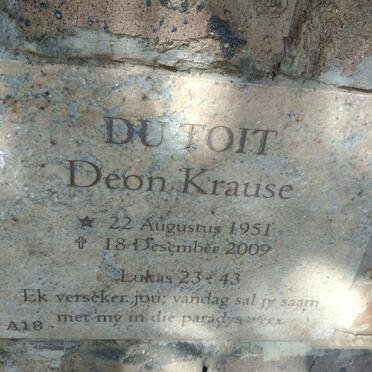 DU TOIT
Deon Krause
22 Augustus 1951
18 Desember 2009
Lukas 23 : 43
Ek verseker jou; vandag sal jy saam
met my in die paradys wees.
A18